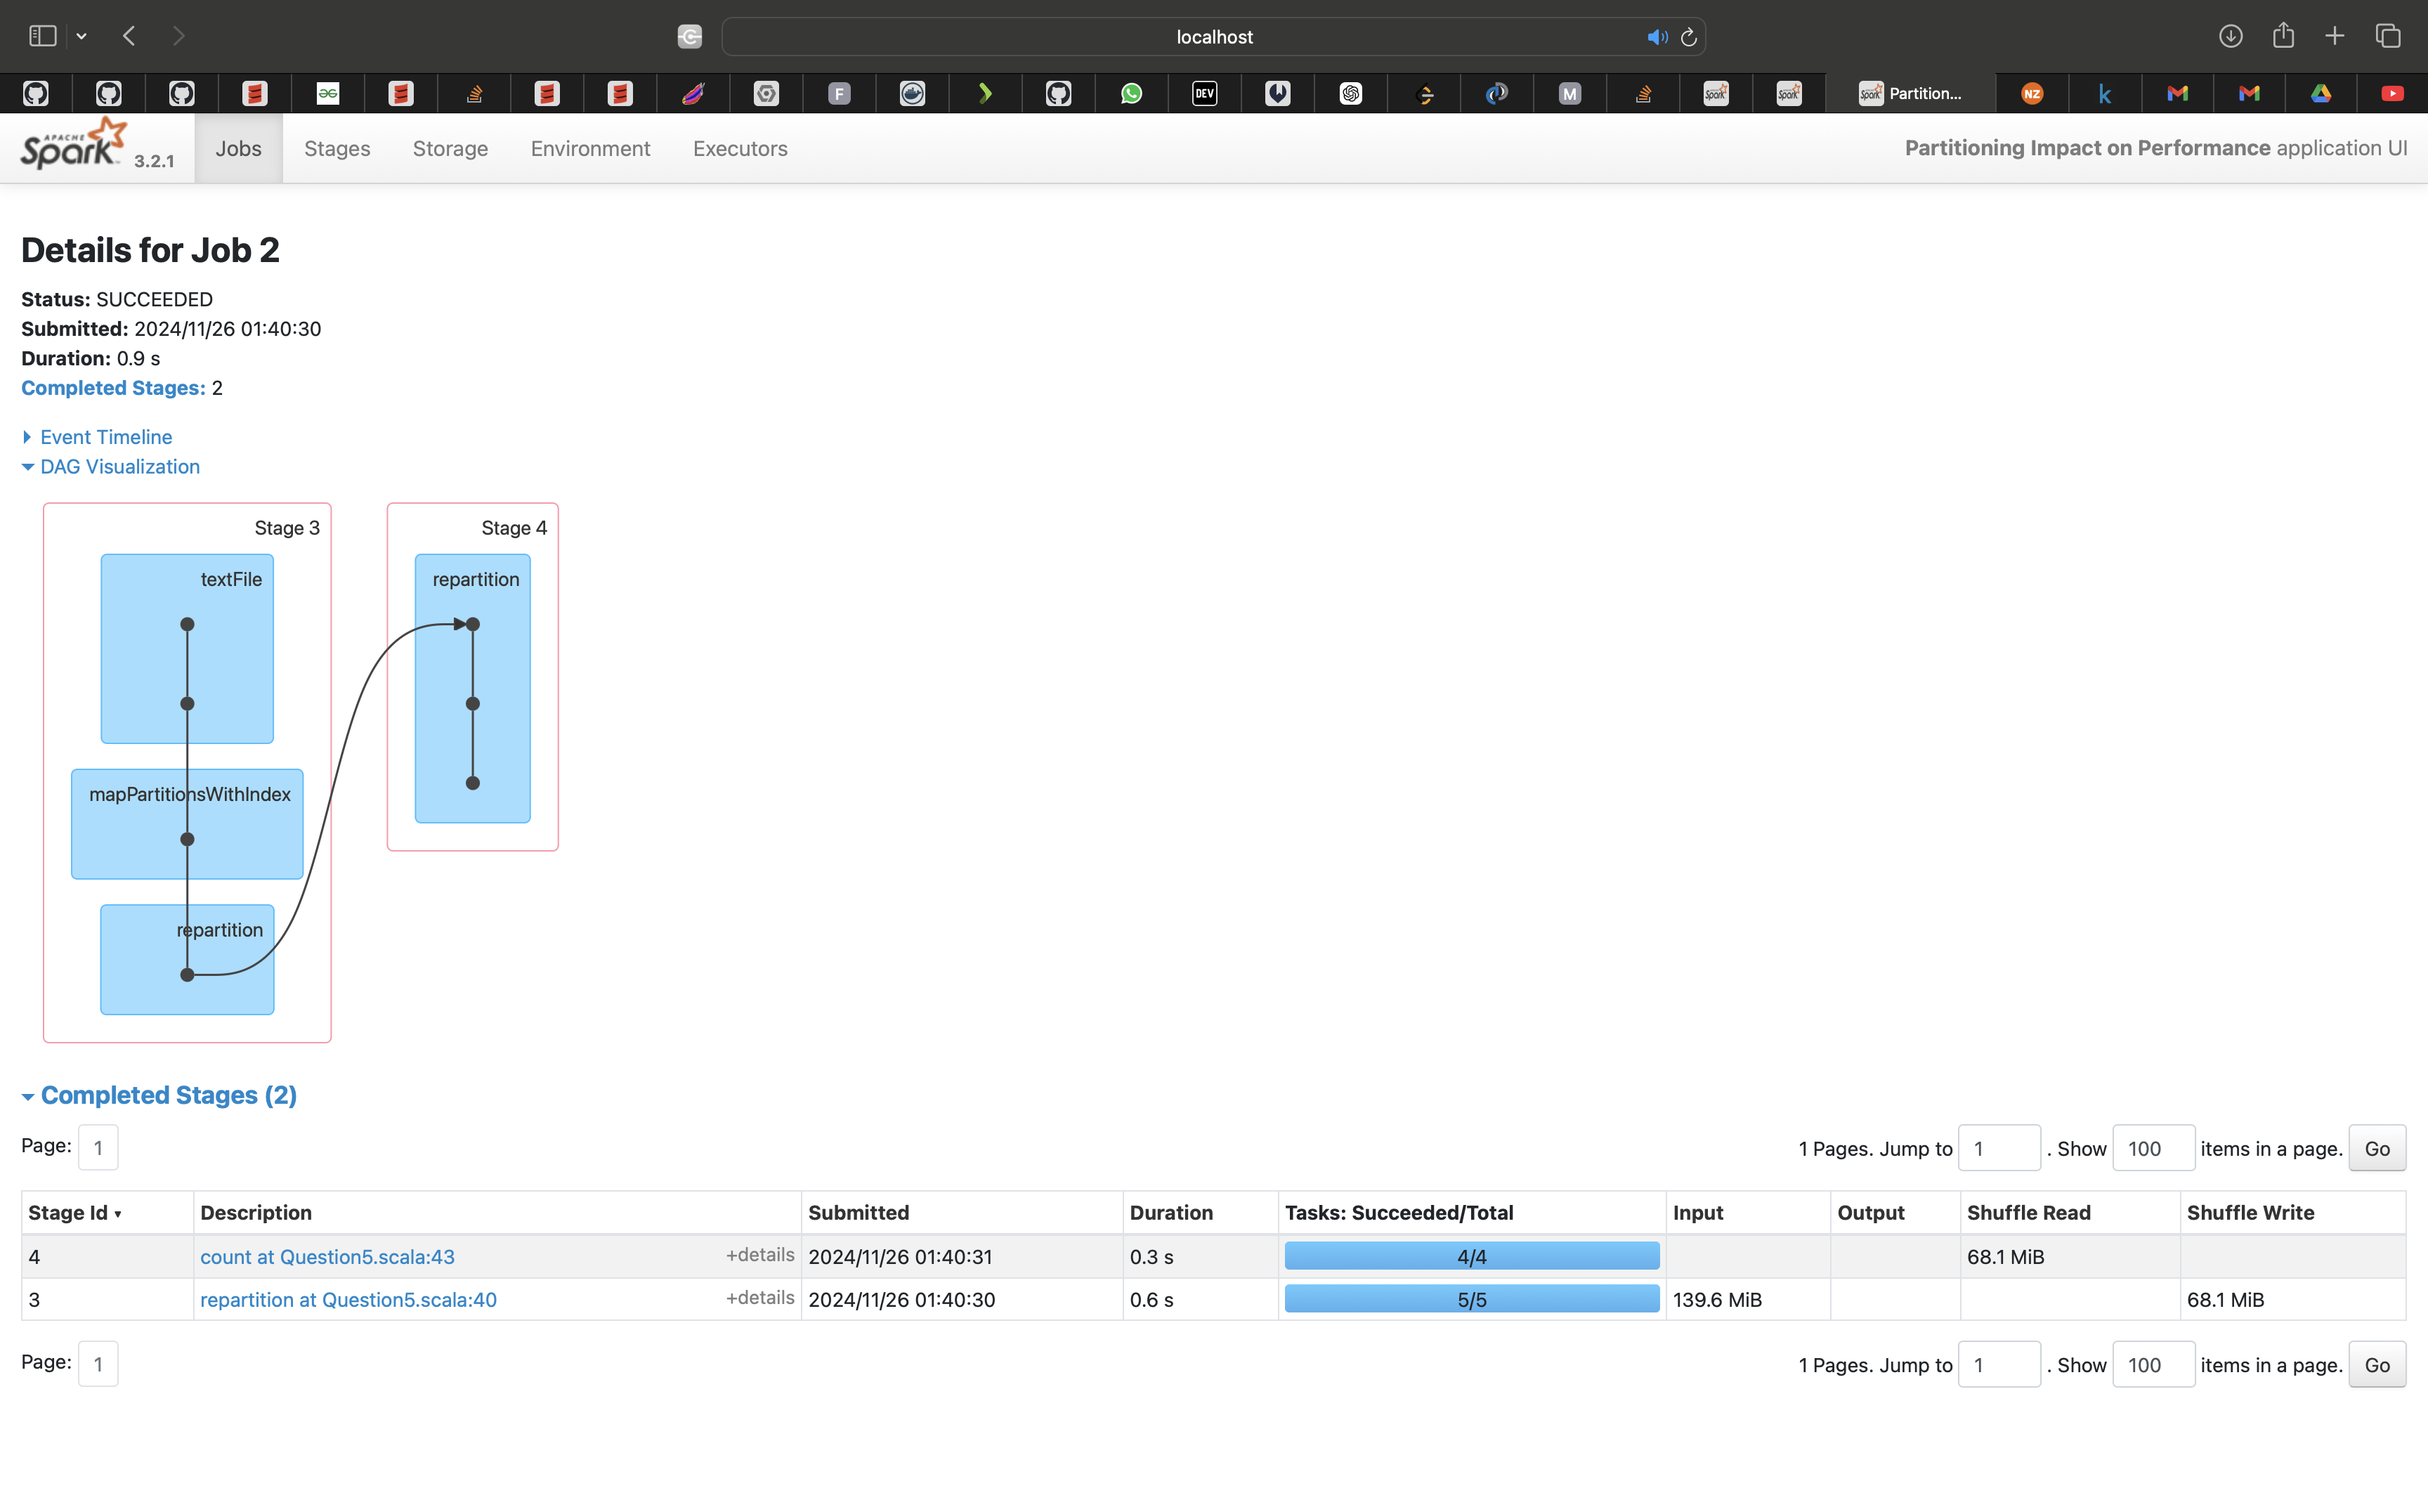 localhost
F
DEV
M
Spark
Spark
Spark Partition...
NZ
k
APACHE
Spark 3.2.1
Jobs
Stages
Storage
Environment
Executors
Partitioning Impact on Performance application UI
Details for Job 2
Status: SUCCEEDED
Submitted: 2024/11/26 01:40:30
Duration: 0.9 s
Completed Stages: 2
Event Timeline
DAG Visualization
Stage 3
textFile
mapPartitionsWithIndex
repartition
Stage 4
repartition
Completed Stages (2)
Page: 1
1 Pages. Jump to 1 . Show 100 items in a page. Go
Stage Id ▾ Description Submitted Duration Tasks: Succeeded/Total Input Output Shuffle Read Shuffle Write
4 count at Question5.scala:43 +details 2024/11/26 01:40:31 0.3 s 4/4 68.1 MiB
3 repartition at Question5.scala:40 +details 2024/11/26 01:40:30 0.6 s 5/5 139.6 MiB 68.1 MiB
Page: 1
1 Pages. Jump to 1 . Show 100 items in a page. Go